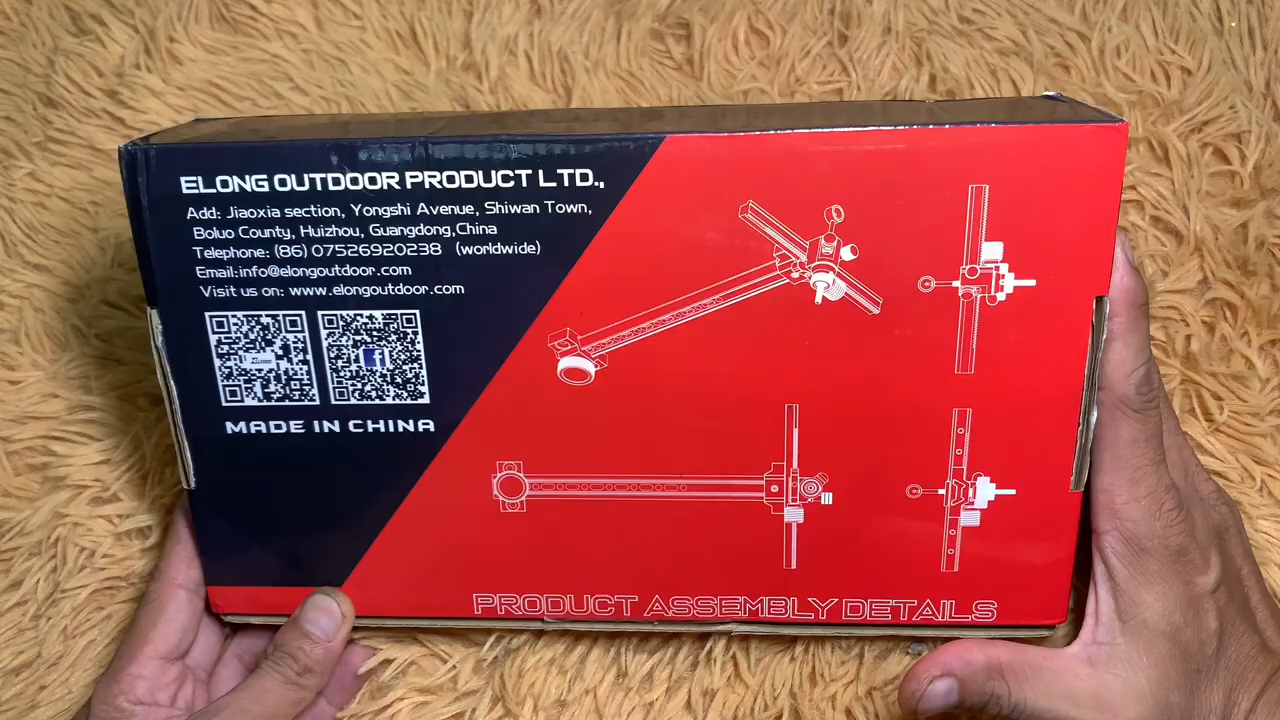 ELONG OUTDOOR PRODUCT LTD.,
Add: Jiaoxia section, Yongshi Avenue, Shiwan Town,
Boluo County, Huizhou, Guangdong,China
Telephone: (86) 07526920238 (worldwide)
Email:info@elongoutdoor.com
Visit us on: www.elongoutdoor.com
f
MADE IN CHINA
PRODUCT ASSEMBLY DETAILS